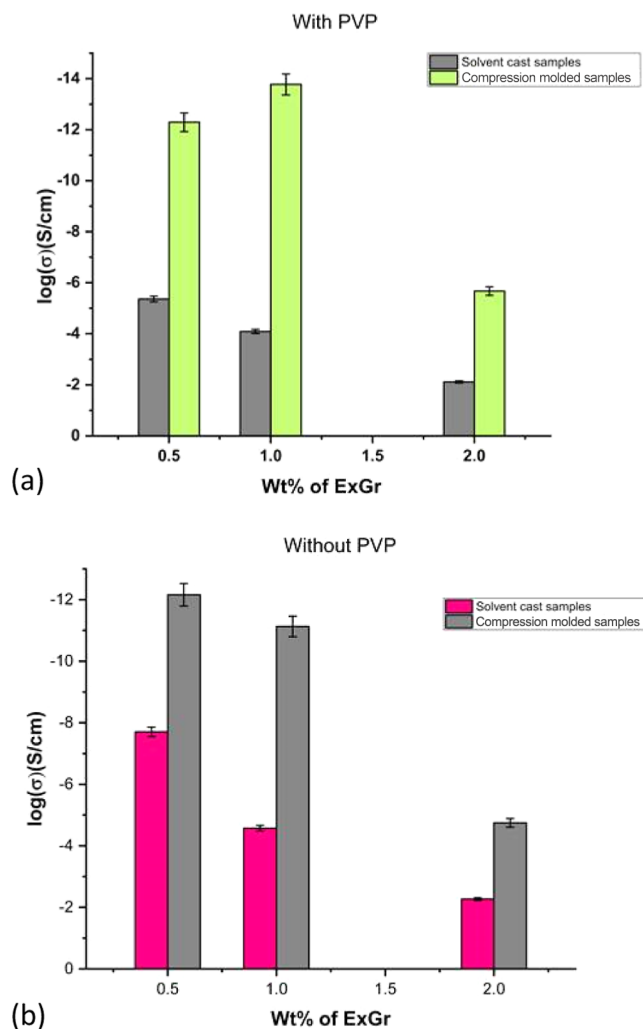 With PVP
Solvent cast samples
Compression molded samples
-14
-12
-10
-8
-6
-4
-2
0
log(σ)(S/cm)
0.5 1.0 1.5 2.0
Wt% of ExGr
(a)
Without PVP
Solvent cast samples
Compression molded samples
-12
-10
-8
-6
-4
-2
0
log(σ)(S/cm)
0.5 1.0 1.5 2.0
Wt% of ExGr
(b)